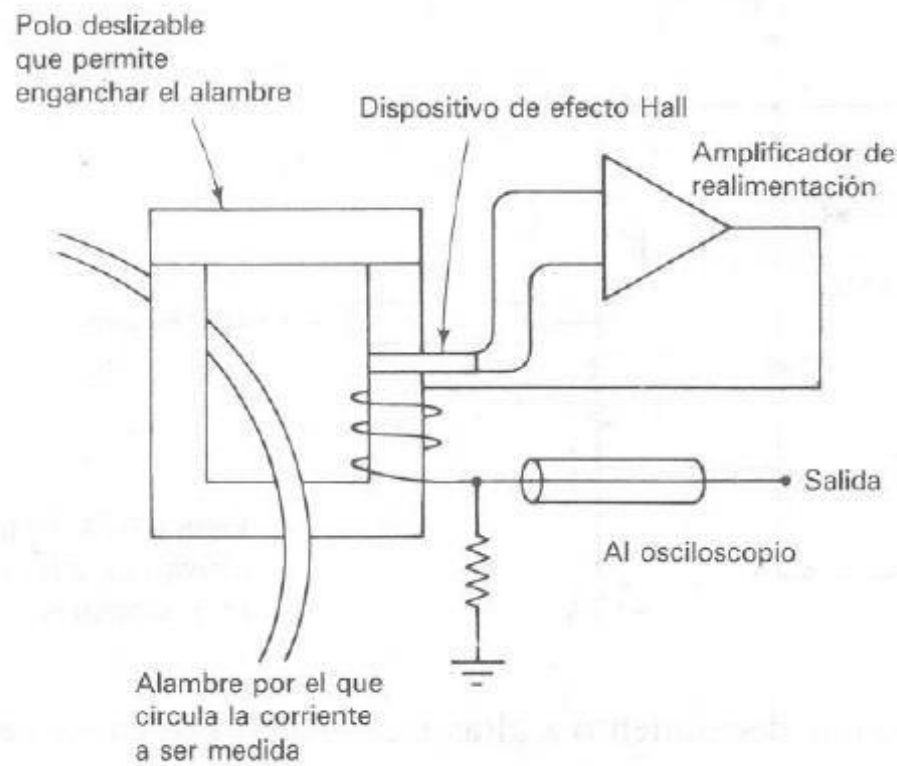 Polo deslizable
que permite
enganchar el alambre
Dispositivo de efecto Hall
Amplificador de
realimentación
Salida
Al osciloscopio
Alambre por el que
circula la corriente
a ser medida